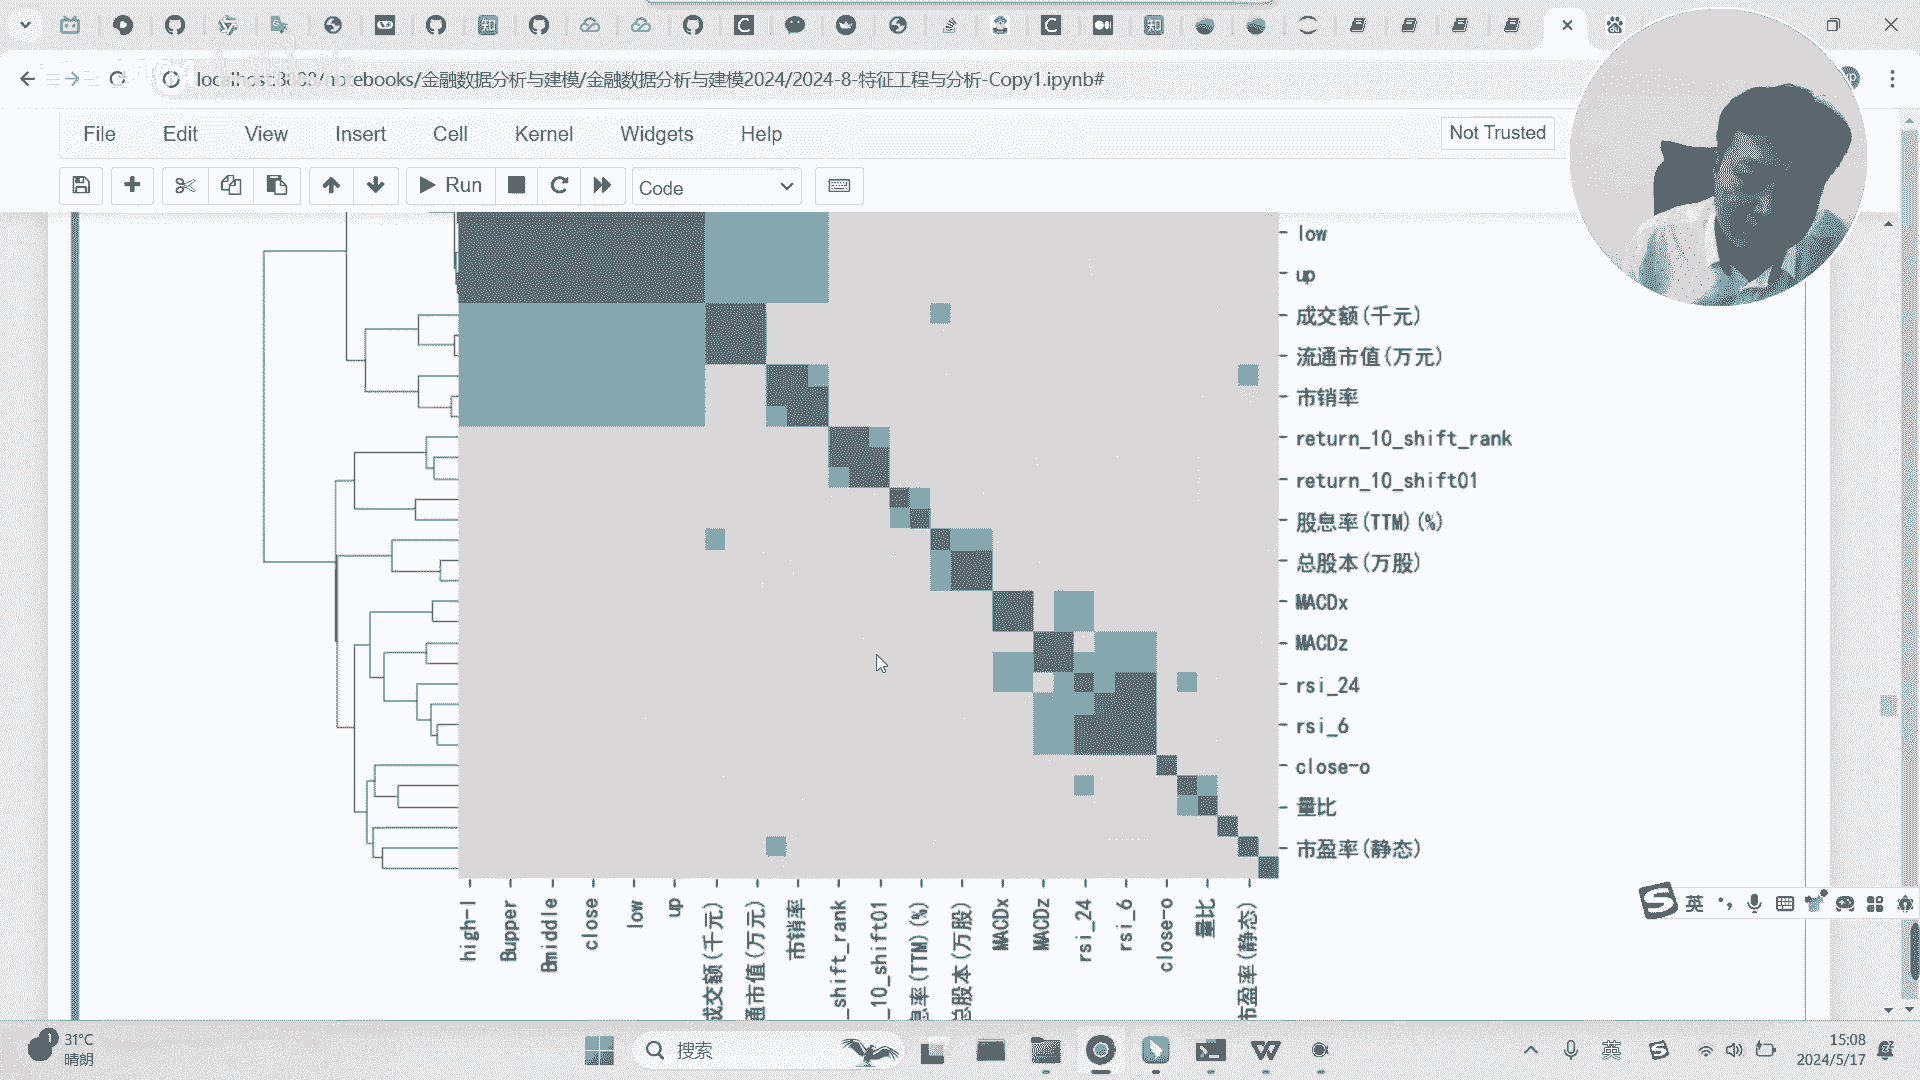 localhost:8888/notebooks/金融数据分析与建模/金融数据分析与建模2024/2024-8-特征工程与分析-Copy1.ipynb#
File Edit View Insert Cell Kernel Widgets Help
Not Trusted
Run
Code
low
up
成交额(千元)
流通市值(万元)
市销率
return_10_shift_rank
return_10_shift01
股息率(TTM)(%)
总股本(万股)
MACDx
MACDz
rsi_24
rsi_6
close-o
量比
市盈率(静态)
high-l
Bupper
Bmiddle
close
low
up
成交额(千元)
通市值(万元)
市销率
_shift_rank
_10_shift01
息率(TTM)(%)
总股本(万股)
MACDx
MACDz
rsi_24
rsi_6
close-o
量比
市盈率(静态)
英
1
31°C
晴朗
搜索
英
15:08
2024/5/17